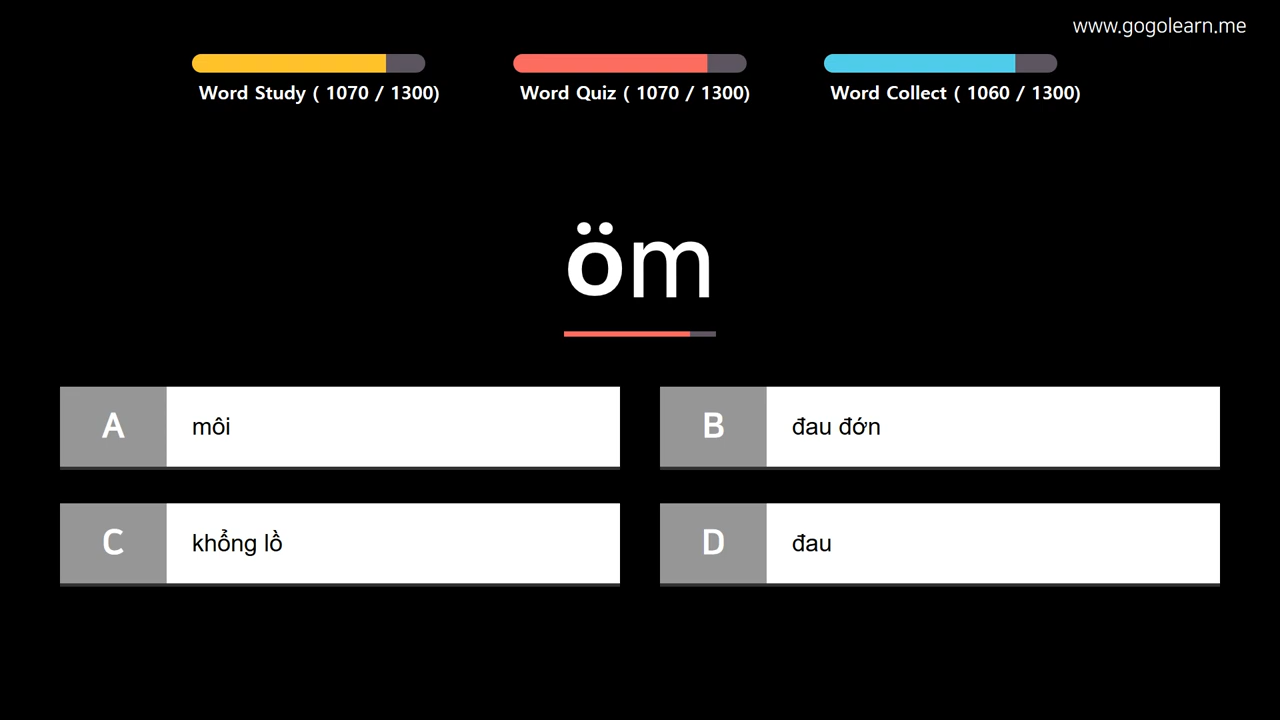 www.gogolearn.me
Word Study ( 1070 / 1300)
Word Quiz ( 1070 / 1300)
Word Collect ( 1060 / 1300)
öm
A môi
B đau đớn
C khổng lồ
D đau